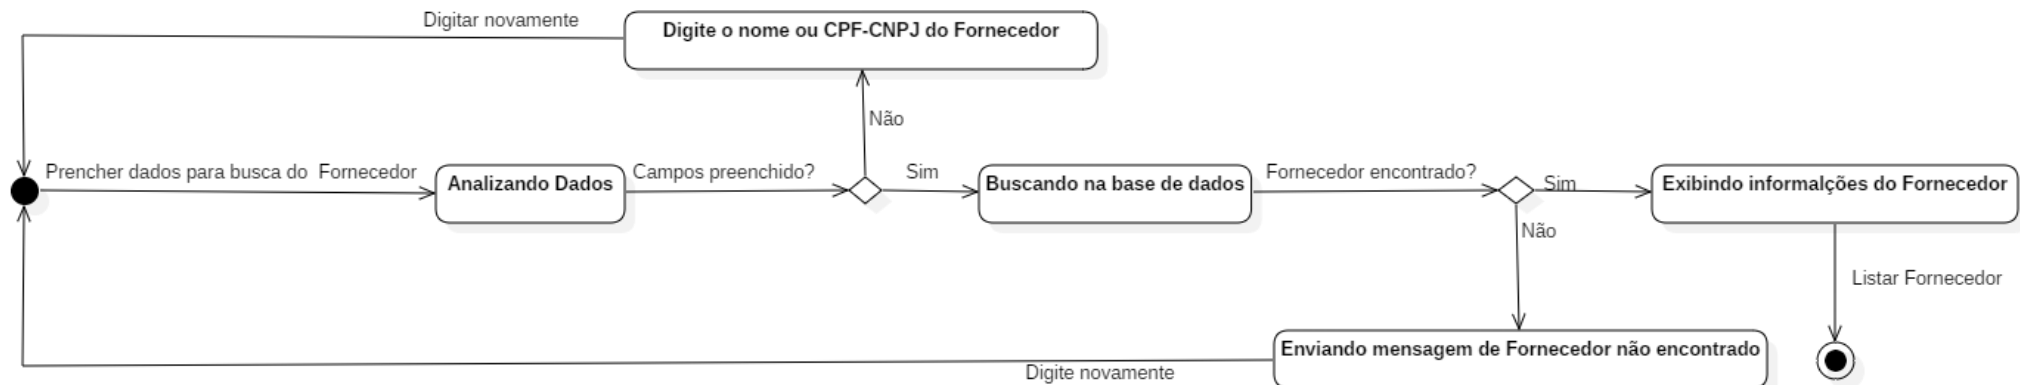 Digitar novamente
Digite o nome ou CPF-CNPJ do Fornecedor
Não
Prencher dados para busca do  Fornecedor
Analizando Dados
Campos preenchido?
Sim
Buscando na base de dados
Fornecedor encontrado?
Sim
Exibindo informalções do Fornecedor
Não
Listar Fornecedor
Enviando mensagem de Fornecedor não encontrado
Digite novamente